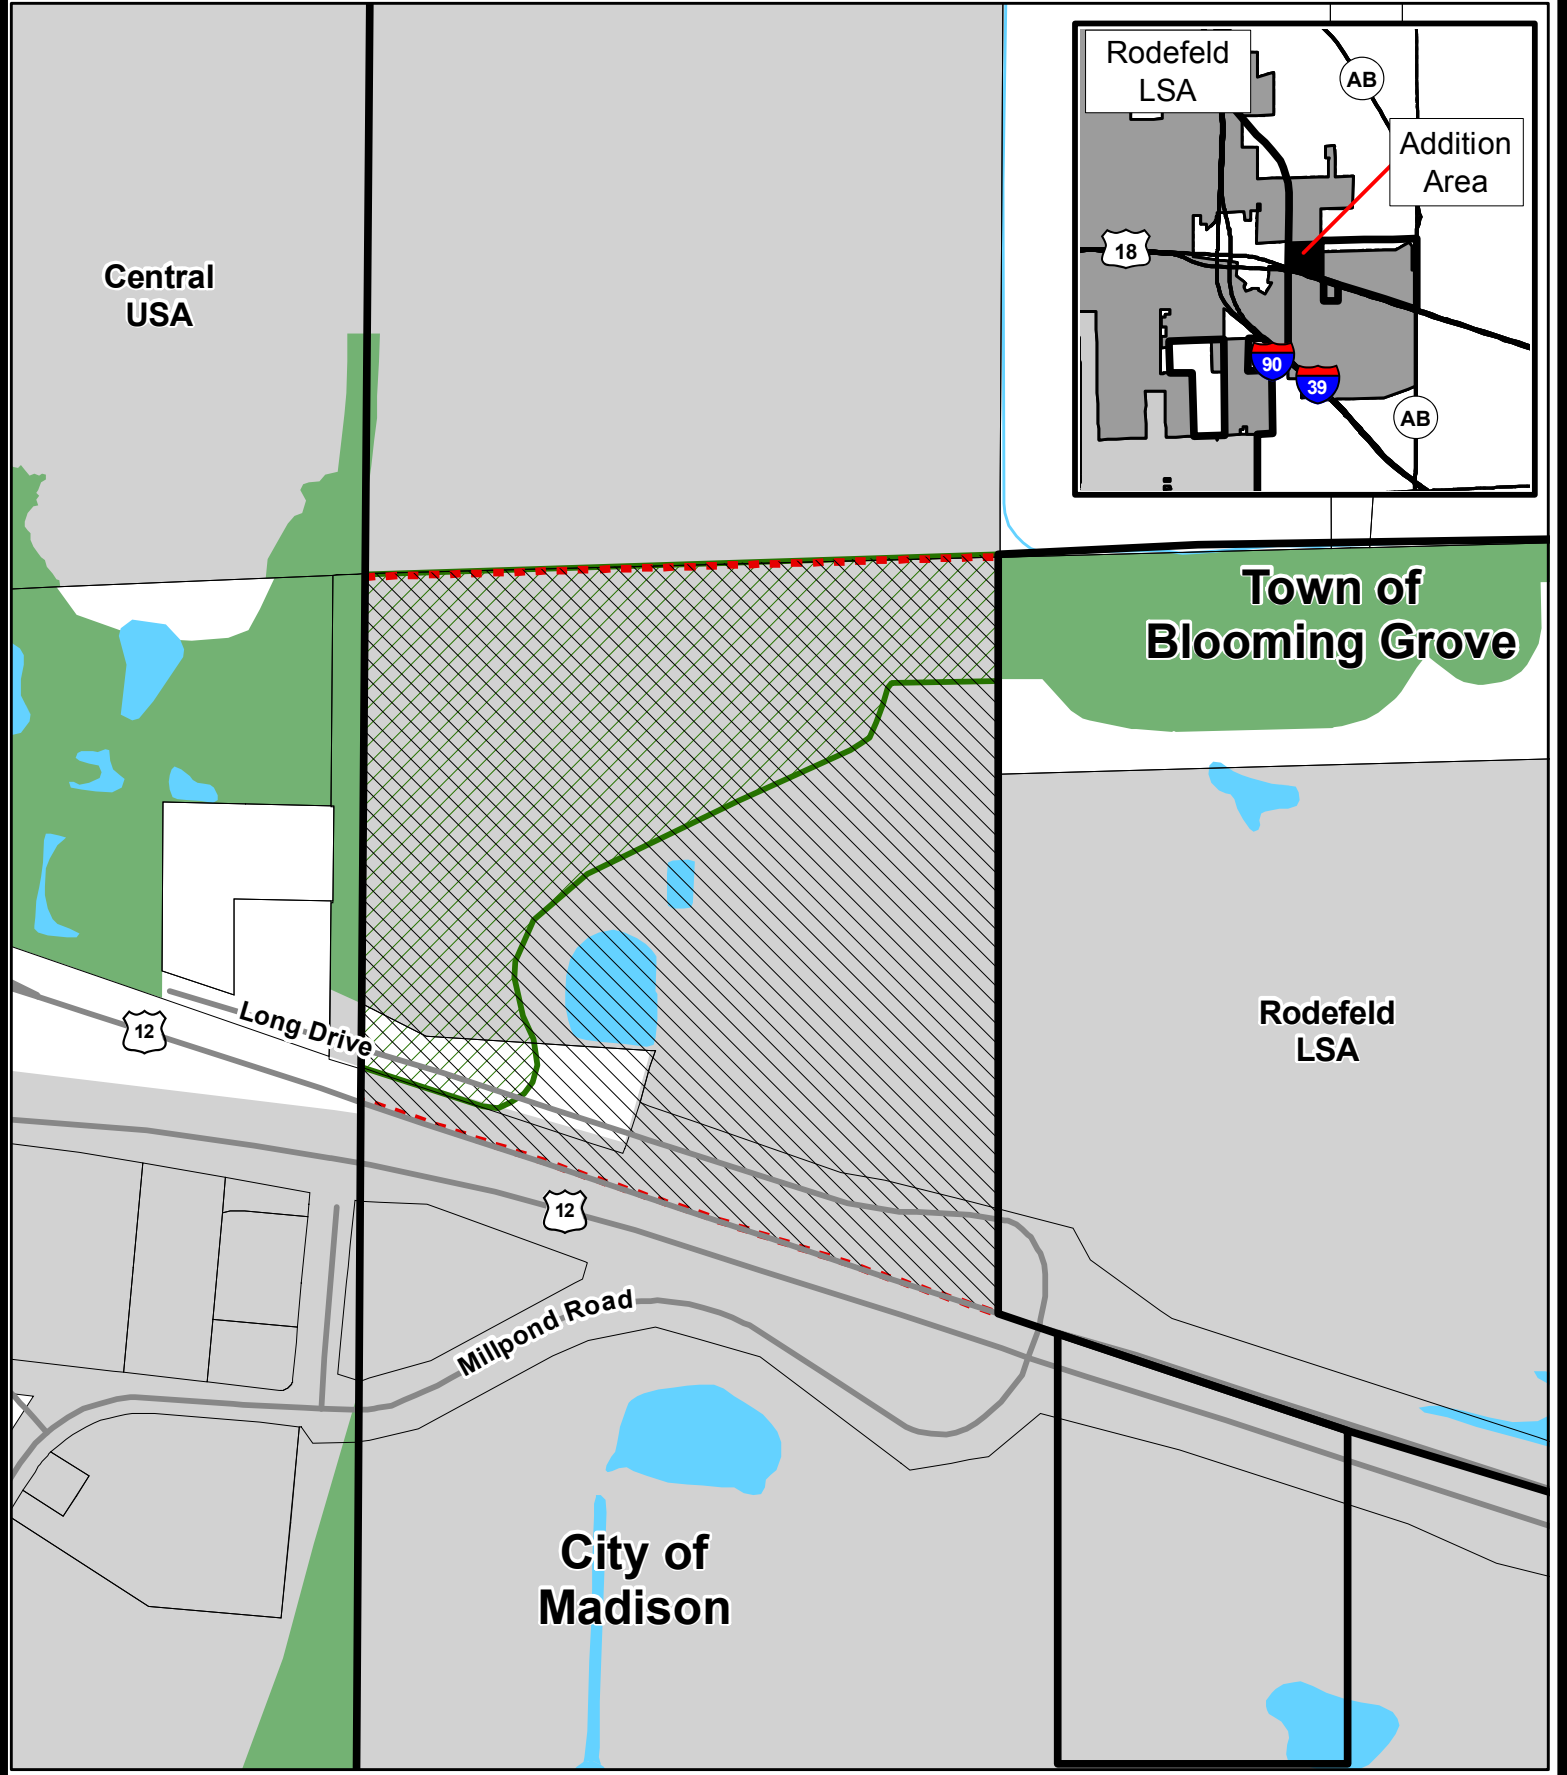 Rodefeld
LSA
AB
Addition
Area
18
90
39
AB
Central
USA
Town of
Blooming Grove
Rodefeld
LSA
12
Long Drive
12
Millpond Road
City of
Madison